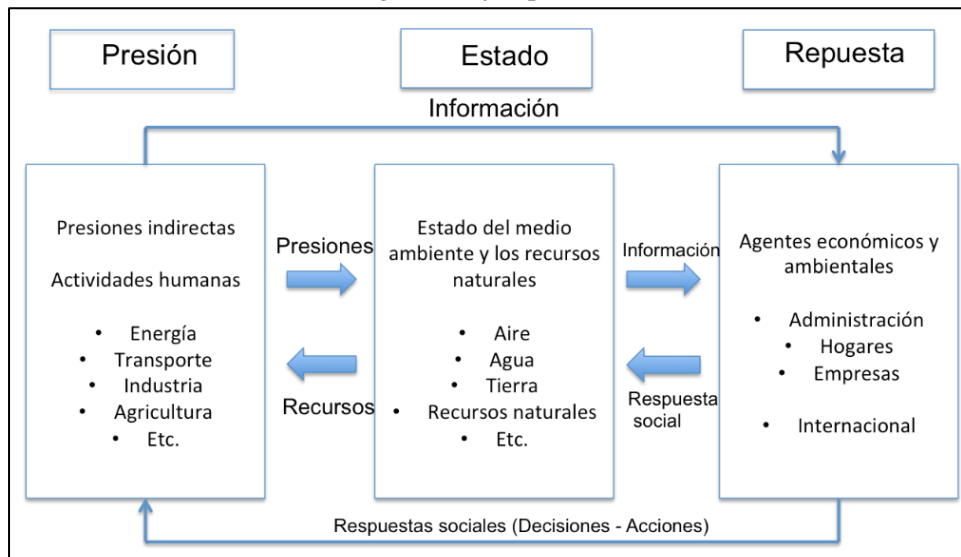 Presión
Estado
Repuesta
Información
Presiones indirectas
Actividades humanas
• Energía
• Transporte
• Industria
• Agricultura
• Etc.
Presiones
Recursos
Estado del medio
ambiente y los recursos
naturales
• Aire
• Agua
• Tierra
• Recursos naturales
• Etc.
Información
Respuesta
social
Agentes económicos y
ambientales
• Administración
• Hogares
• Empresas
• Internacional
Respuestas sociales (Decisiones - Acciones)